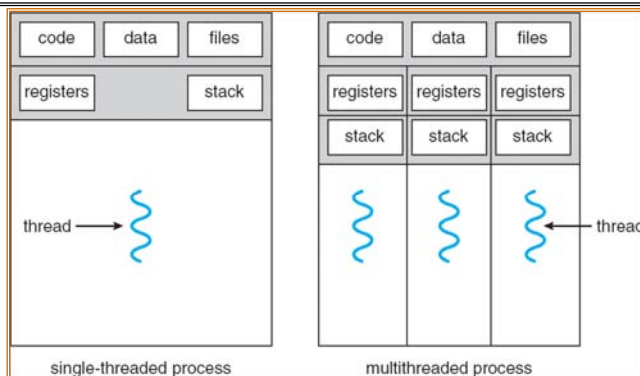 code data files
registers stack
thread
single-threaded process
code data files
registers registers registers
stack stack stack
thread
multithreaded process